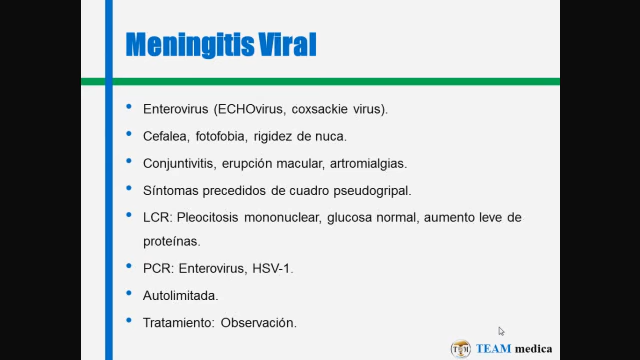 Meningitis Viral
• Enterovirus (ECHOvirus, coxsackie virus).
• Cefalea, fotofobia, rigidez de nuca.
• Conjuntivitis, erupción macular, artromialgias.
• Síntomas precedidos de cuadro pseudogripal.
• LCR: Pleocitosis mononuclear, glucosa normal, aumento leve de
proteínas.
• PCR: Enterovirus, HSV-1.
• Autolimitada.
• Tratamiento: Observación.
TEAM medica